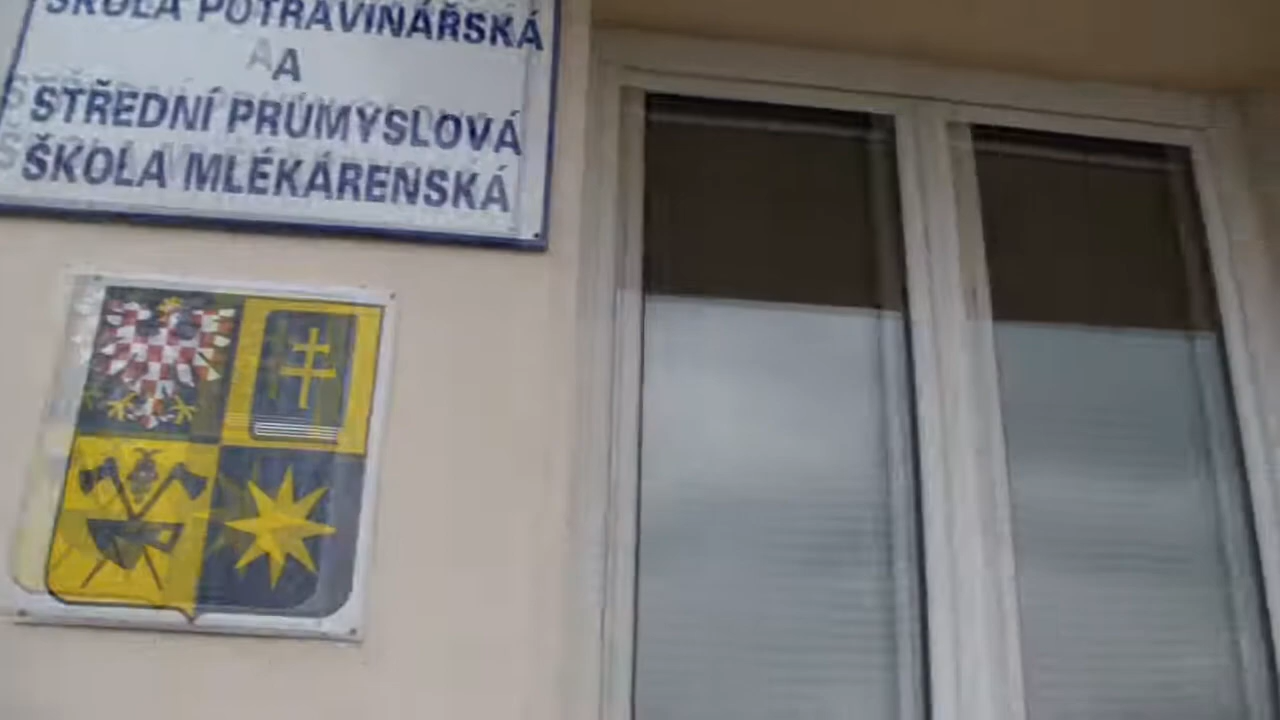 ŠKOLA POTRAVINÁŘSKÁ
A
STŘEDNÍ PRŮMYSLOVÁ
ŠKOLA MLÉKÁRENSKÁ